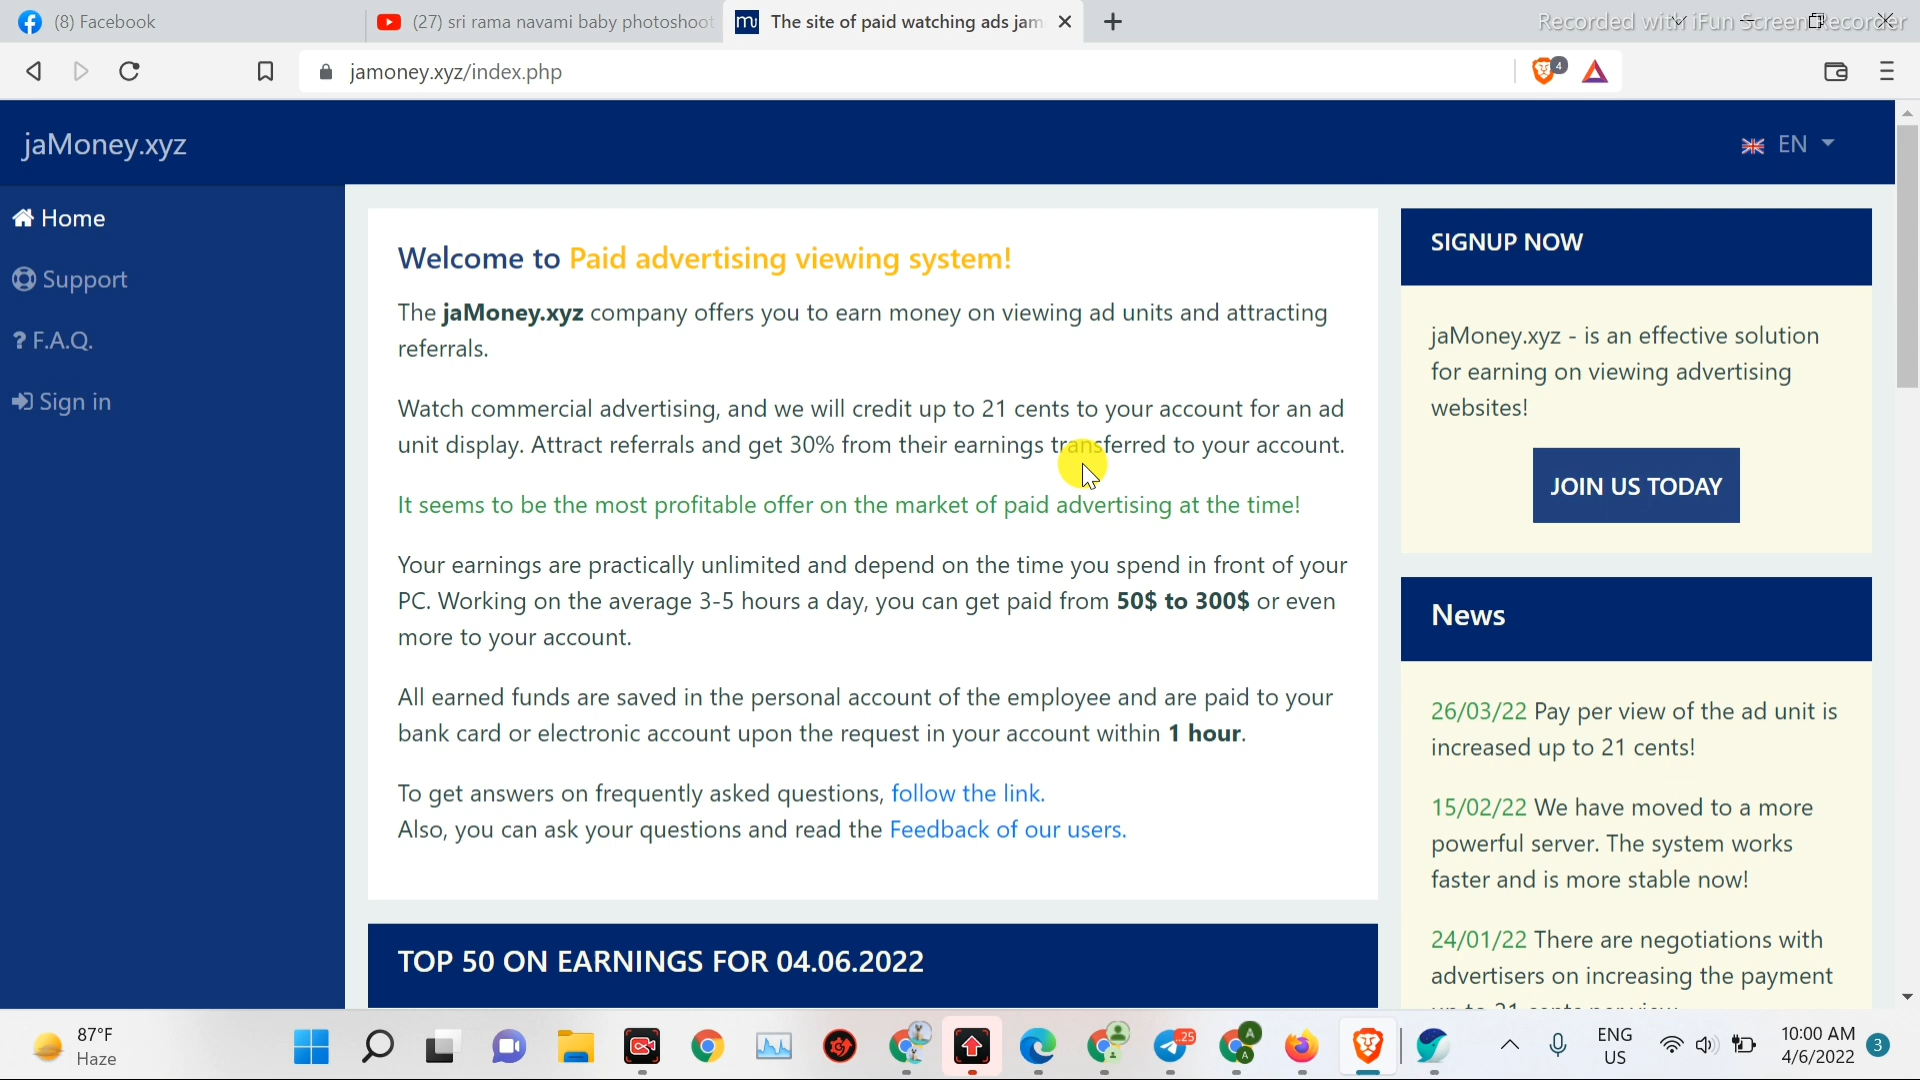 (8) Facebook
(27) sri rama navami baby photoshoot
The site of paid watching ads jam
Recorded with iFun Screen Recorder
jamoney.xyz/index.php
4
jaMoney.xyz
EN
Home
Support
? F.A.Q.
Sign in
Welcome to Paid advertising viewing system!
The jaMoney.xyz company offers you to earn money on viewing ad units and attracting
referrals.
Watch commercial advertising, and we will credit up to 21 cents to your account for an ad
unit display. Attract referrals and get 30% from their earnings transferred to your account.
It seems to be the most profitable offer on the market of paid advertising at the time!
Your earnings are practically unlimited and depend on the time you spend in front of your
PC. Working on the average 3-5 hours a day, you can get paid from 50$ to 300$ or even
more to your account.
All earned funds are saved in the personal account of the employee and are paid to your
bank card or electronic account upon the request in your account within 1 hour.
To get answers on frequently asked questions, follow the link.
Also, you can ask your questions and read the Feedback of our users.
TOP 50 ON EARNINGS FOR 04.06.2022
SIGNUP NOW
jaMoney.xyz - is an effective solution
for earning on viewing advertising
websites!
JOIN US TODAY
News
26/03/22 Pay per view of the ad unit is
increased up to 21 cents!
15/02/22 We have moved to a more
powerful server. The system works
faster and is more stable now!
24/01/22 There are negotiations with
advertisers on increasing the payment
87°F
Haze
..25
A
A
ENG
US
10:00 AM
4/6/2022
3